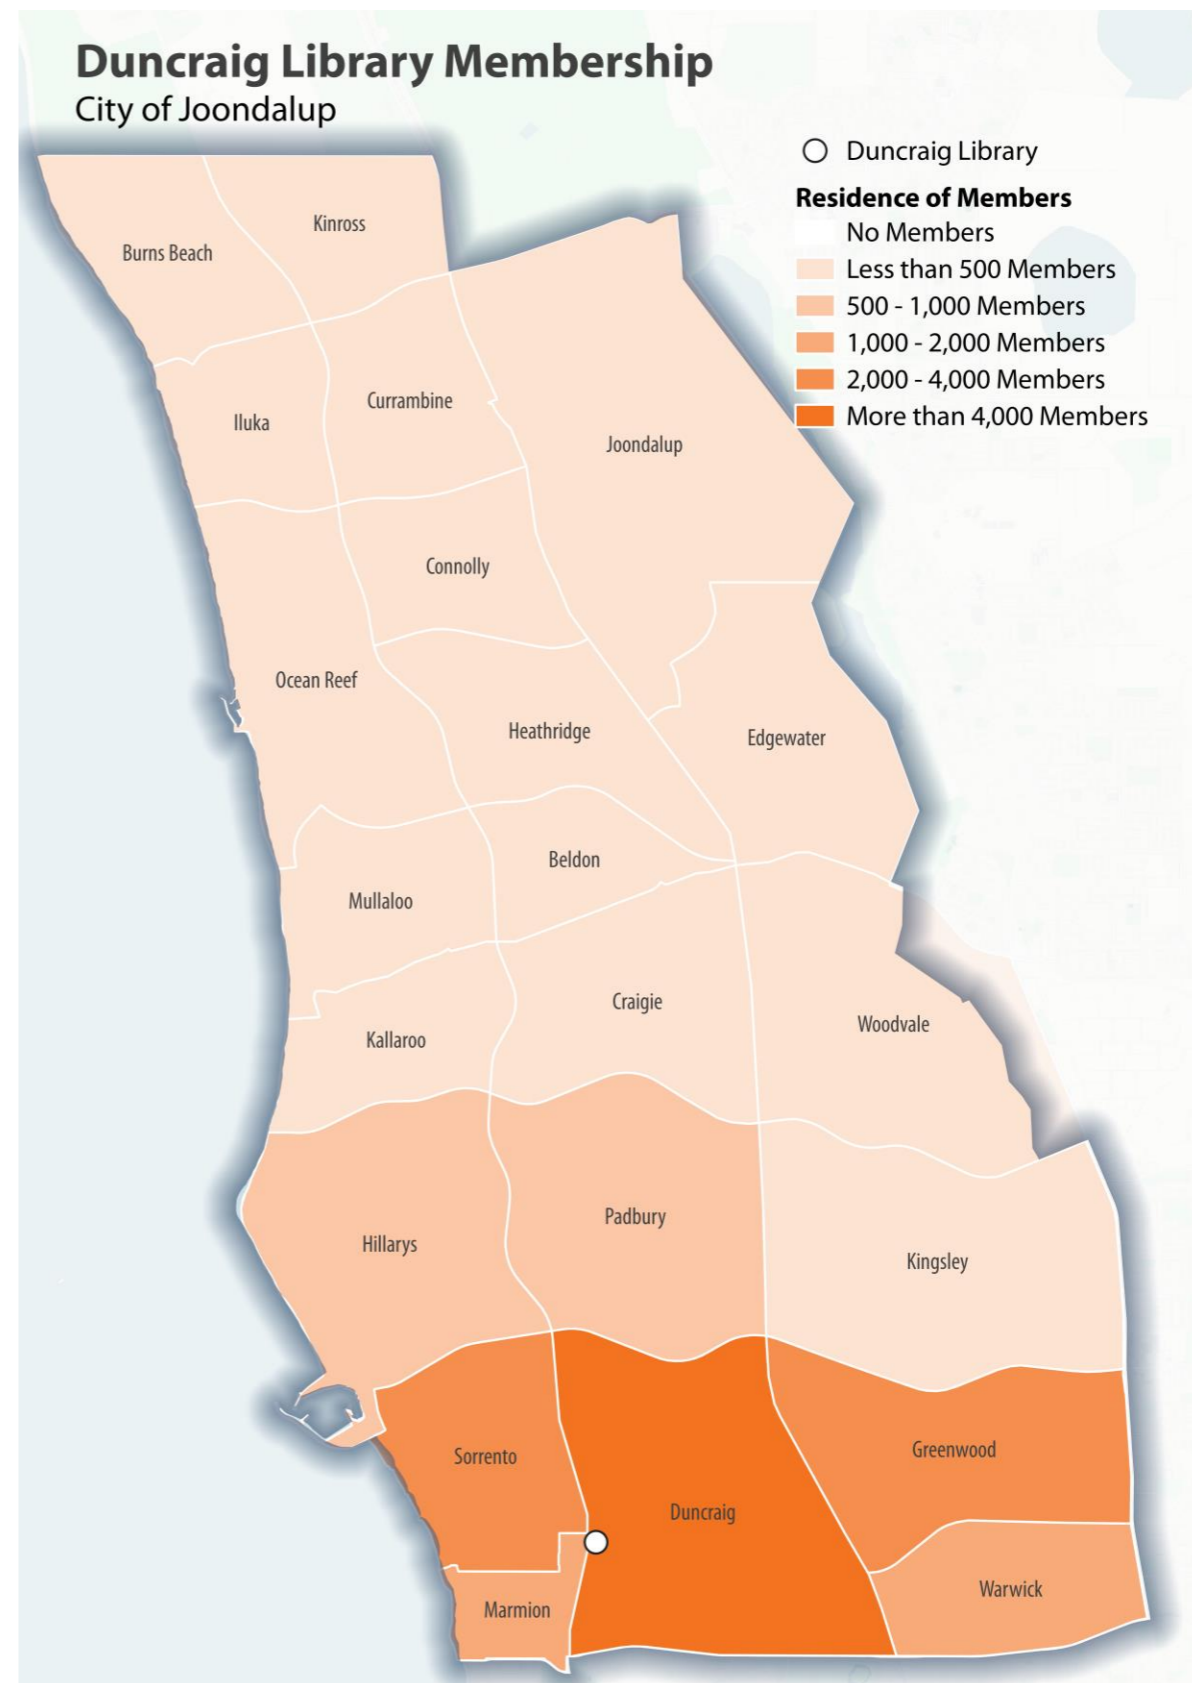 Duncraig Library Membership
City of Joondalup
Duncraig Library
Residence of Members
No Members
Less than 500 Members
500 - 1,000 Members
1,000 - 2,000 Members
2,000 - 4,000 Members
More than 4,000 Members
Kinross
Burns Beach
Currambine
Iluka
Joondalup
Connolly
Ocean Reef
Heathridge
Edgewater
Beldon
Mullaloo
Craigie
Woodvale
Kallaroo
Padbury
Hillarys
Kingsley
Greenwood
Sorrento
Duncraig
Warwick
Marmion